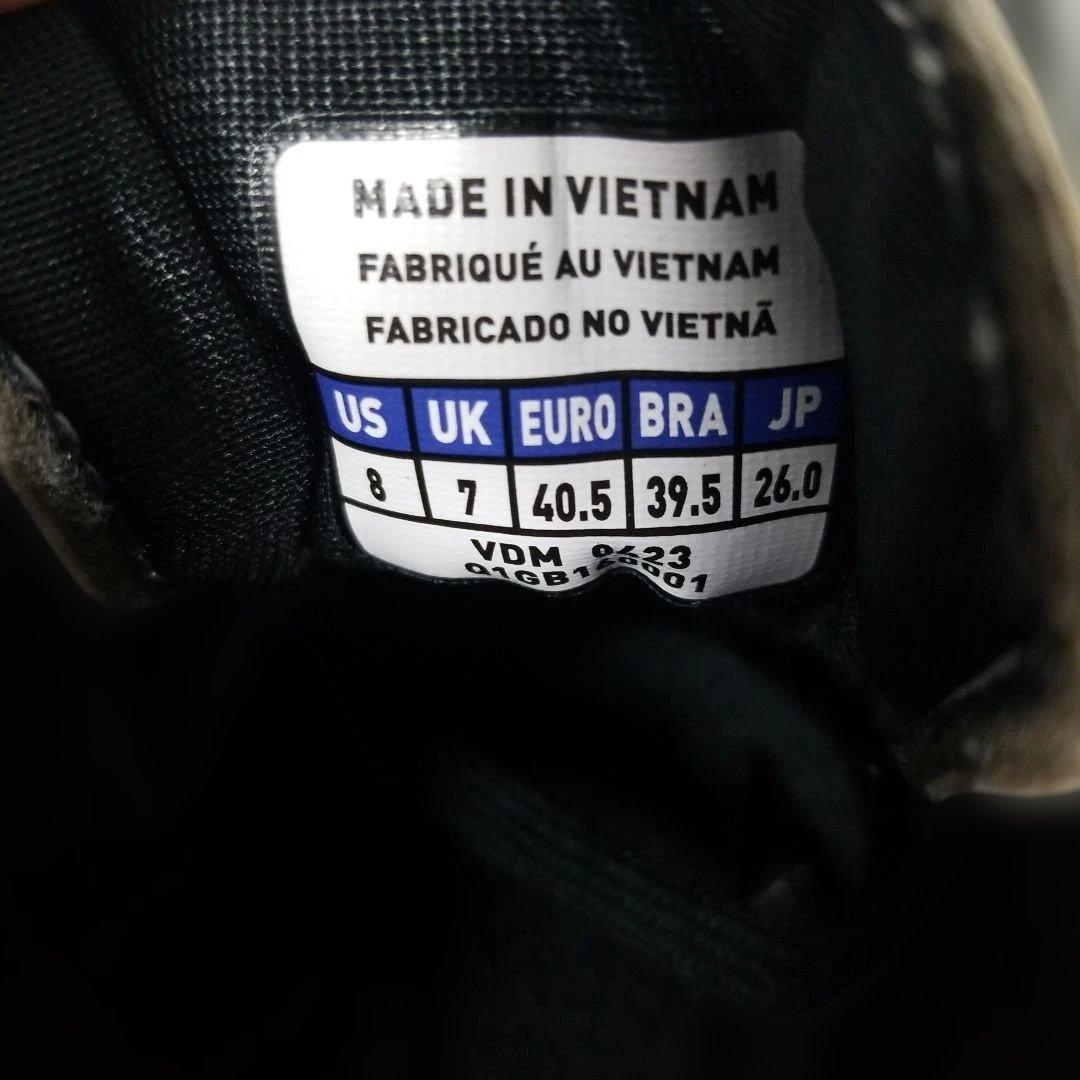 MADE IN VIETNAM
FABRIQUÉ AU VIETNAM
FABRICADO NO VIETNÃ
US UK EURO BRA JP
8 7 40.5 39.5 26.0
VDM